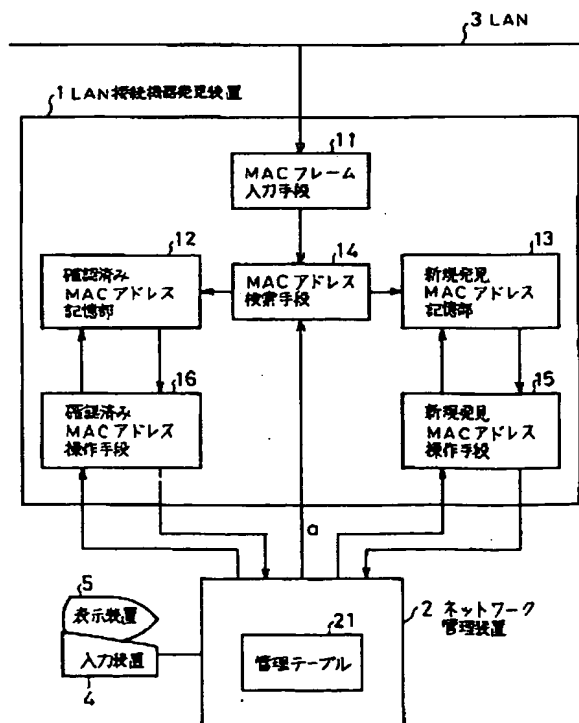 3 LAN
1 LAN接続機器発見装置
11
MACフレーム
入力手段
12
確認済み
MACアドレス
記憶部
14
MACアドレス
検索手段
13
新規発見
MACアドレス
記憶部
16
確認済み
MACアドレス
操作手段
15
新規発見
MACアドレス
操作手段
a
5
表示装置
入力装置
4
21
管理テーブル
2 ネットワーク
管理装置